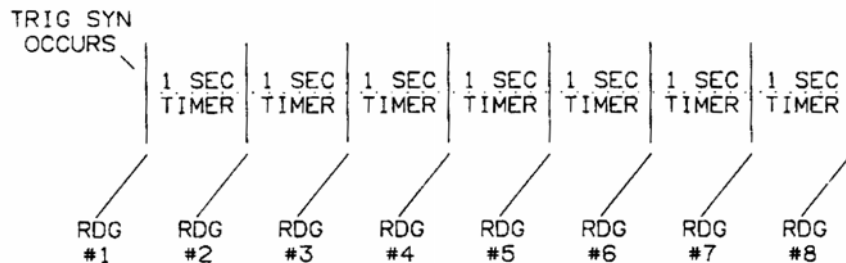 TRIG SYN
OCCURS
1 SEC 1 SEC 1 SEC 1 SEC 1 SEC 1 SEC 1 SEC
TIMER TIMER TIMER TIMER TIMER TIMER TIMER
RDG RDG RDG RDG RDG RDG RDG RDG
#1 #2 #3 #4 #5 #6 #7 #8